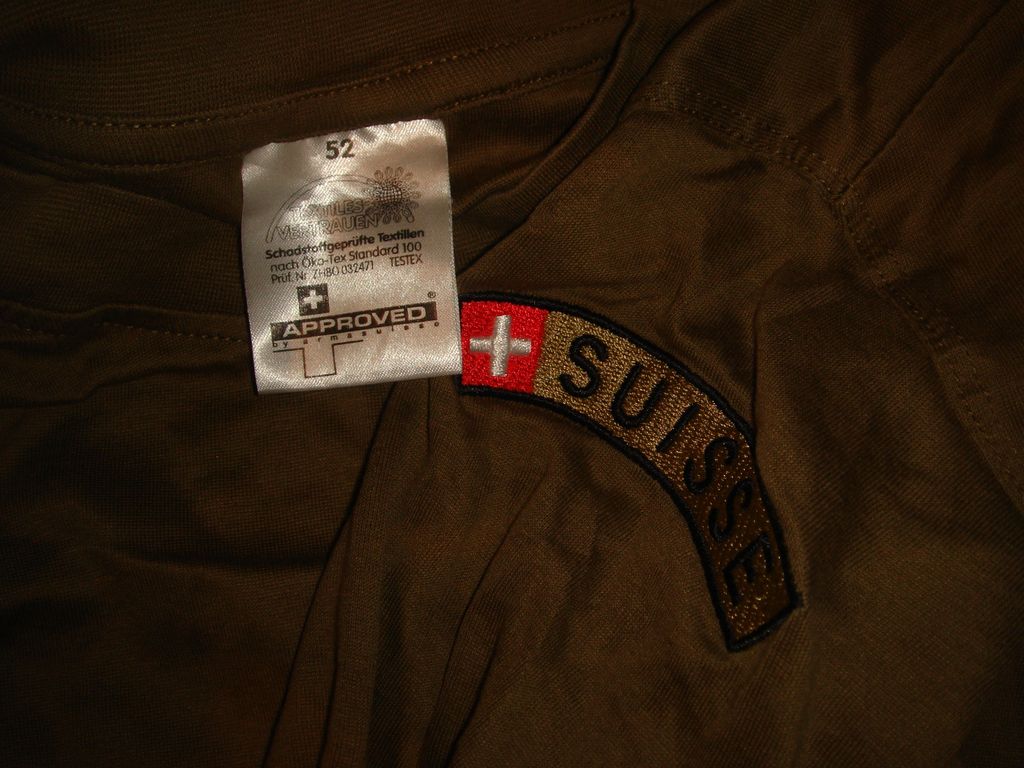 52
TEXTILES
VERTRAUEN
Schadstoffgeprüfte Textilien
nach Öko-Tex Standard 100
Prüf. Nr. ZHBO 032471 TESTEX
APPROVED®
by armasuisse
SUISSE